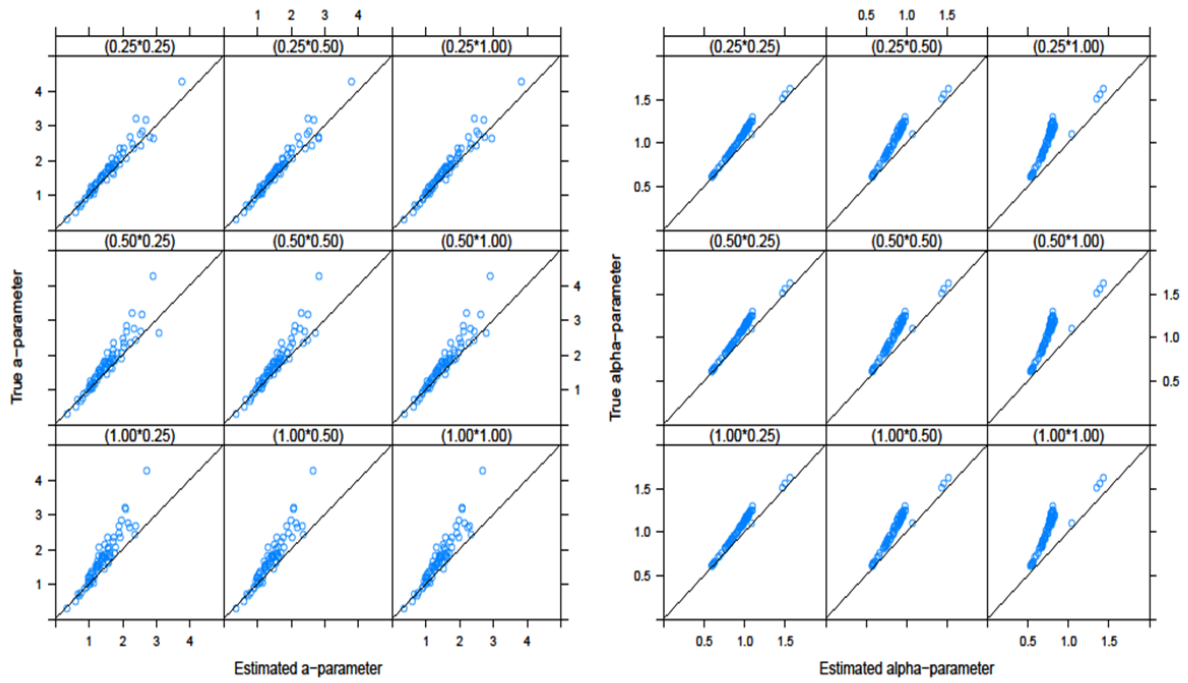 1 2 3 4
(0.25*0.25) (0.25*0.50) (0.25*1.00)
4
3
2
1
(0.50*0.25) (0.50*0.50) (0.50*1.00)
4
3
2
1
(1.00*0.25) (1.00*0.50) (1.00*1.00)
4
3
2
1
1 2 3 4 1 2 3 4
True a-parameter
Estimated a-parameter
0.5 1.0 1.5
(0.25*0.25) (0.25*0.50) (0.25*1.00)
1.5
1.0
0.5
(0.50*0.25) (0.50*0.50) (0.50*1.00)
1.5
1.0
0.5
(1.00*0.25) (1.00*0.50) (1.00*1.00)
1.5
1.0
0.5
0.5 1.0 1.5 0.5 1.0 1.5
True alpha-parameter
Estimated alpha-parameter